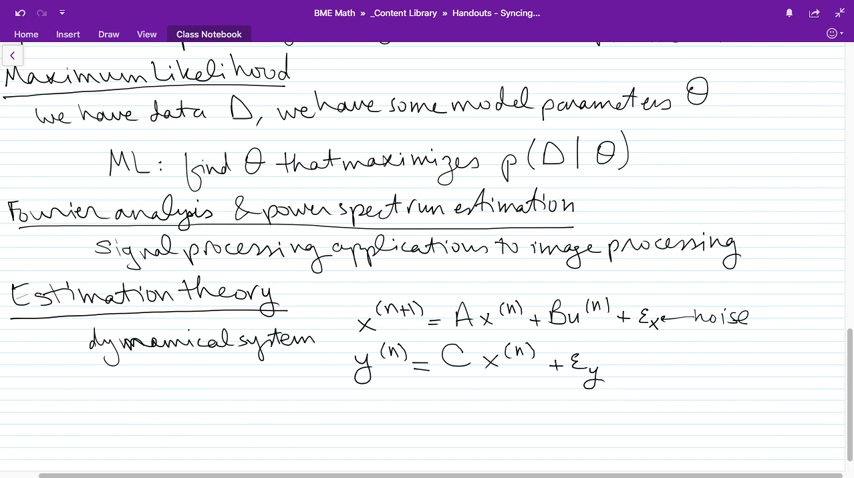 BME Math » _Content Library » Handouts - Syncing...
Home Insert Draw View Class Notebook
Maximum Likelihood
we have data D, we have some model parameters θ
ML: find θ that maximizes p(D|θ)
Fourier analysis & power spectrum estimation
signal processing applications to image processing
Estimation theory
dynamical system
x^(n+1) = A x^(n) + Bu^(n) + ε_x ← noise
y^(n) = C x^(n) + ε_y